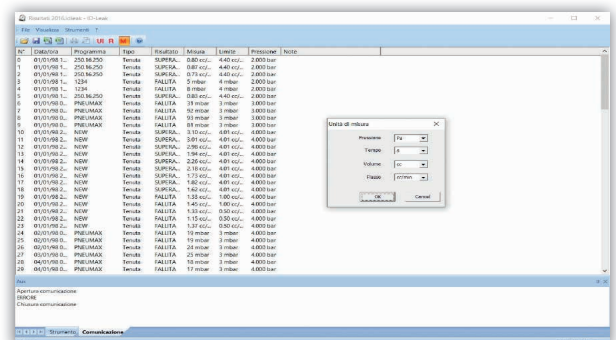 Risultati 2010.tcleak - TCI-Leak
File Visualizza Strumenti ?
N° Data/ora Programma Tipo Risultato Misura Limite Pressione Note
0 01/01/98 1... 250.16.250 Tenuta SUPERA... 0.80 cc/... 4.40 cc/... 2.000 bar
1 01/01/98 1... 250.16.250 Tenuta SUPERA... 0.87 cc/... 4.40 cc/... 2.000 bar
2 01/01/98 1... 250.16.250 Tenuta SUPERA... 0.73 cc/... 4.40 cc/... 2.000 bar
3 01/01/98 1... 1234 Tenuta FALLITA 5 mbar 4 mbar 2.000 bar
4 01/01/98 1... 1234 Tenuta FALLITA 8 mbar 4 mbar 2.000 bar
5 01/01/98 1... 250.16.250 Tenuta SUPERA... 0.83 cc/... 4.40 cc/... 2.000 bar
6 01/01/98 0... PNEUMAX Tenuta FALLITA 31 mbar 3 mbar 3.000 bar
7 01/01/98 0... PNEUMAX Tenuta FALLITA 92 mbar 3 mbar 3.000 bar
8 01/01/98 0... PNEUMAX Tenuta FALLITA 93 mbar 3 mbar 3.000 bar
9 01/01/98 0... PNEUMAX Tenuta FALLITA 81 mbar 3 mbar 3.000 bar
10 01/01/98 2... NEW Tenuta SUPERA... 3.10 cc/... 4.01 cc/... 4.000 bar
11 01/01/98 2... NEW Tenuta SUPERA... 3.01 cc/... 4.01 cc/... 4.000 bar
12 01/01/98 2... NEW Tenuta SUPERA... 2.98 cc/... 4.01 cc/... 4.000 bar
13 01/01/98 2... NEW Tenuta SUPERA... 1.94 cc/... 4.01 cc/... 4.000 bar
14 01/01/98 2... NEW Tenuta SUPERA... 2.26 cc/... 4.01 cc/... 4.000 bar
15 01/01/98 2... NEW Tenuta SUPERA... 2.18 cc/... 4.01 cc/... 4.000 bar
16 01/01/98 2... NEW Tenuta SUPERA... 1.73 cc/... 4.01 cc/... 4.000 bar
17 01/01/98 2... NEW Tenuta SUPERA... 1.82 cc/... 4.01 cc/... 4.000 bar
18 01/01/98 2... NEW Tenuta SUPERA... 1.62 cc/... 4.01 cc/... 4.000 bar
19 01/01/98 2... NEW Tenuta FALLITA 1.33 cc/... 1.00 cc/... 4.000 bar
20 01/01/98 2... NEW Tenuta FALLITA 1.45 cc/... 1.00 cc/... 4.000 bar
21 01/01/98 2... NEW Tenuta FALLITA 1.33 cc/... 0.50 cc/... 4.000 bar
22 01/01/98 2... NEW Tenuta FALLITA 1.15 cc/... 0.50 cc/... 4.000 bar
23 01/01/98 2... NEW Tenuta FALLITA 1.37 cc/... 0.50 cc/... 4.000 bar
24 01/01/98 0... PNEUMAX Tenuta FALLITA 19 mbar 3 mbar 4.000 bar
25 02/01/98 0... PNEUMAX Tenuta FALLITA 19 mbar 3 mbar 4.000 bar
26 02/01/98 0... PNEUMAX Tenuta FALLITA 24 mbar 3 mbar 4.000 bar
27 03/01/98 0... PNEUMAX Tenuta FALLITA 25 mbar 3 mbar 4.000 bar
28 04/01/98 0... PNEUMAX Tenuta FALLITA 18 mbar 3 mbar 4.000 bar
29 04/01/98 0... PNEUMAX Tenuta FALLITA 17 mbar 3 mbar 4.000 bar
Unità di misura
Pressione Pa
Tempo s
Volume cc
Flusso cc/min
OK Cancel
Apertura comunicazione
ERRORE
Chiusura comunicazione
Strumento Comunicazione